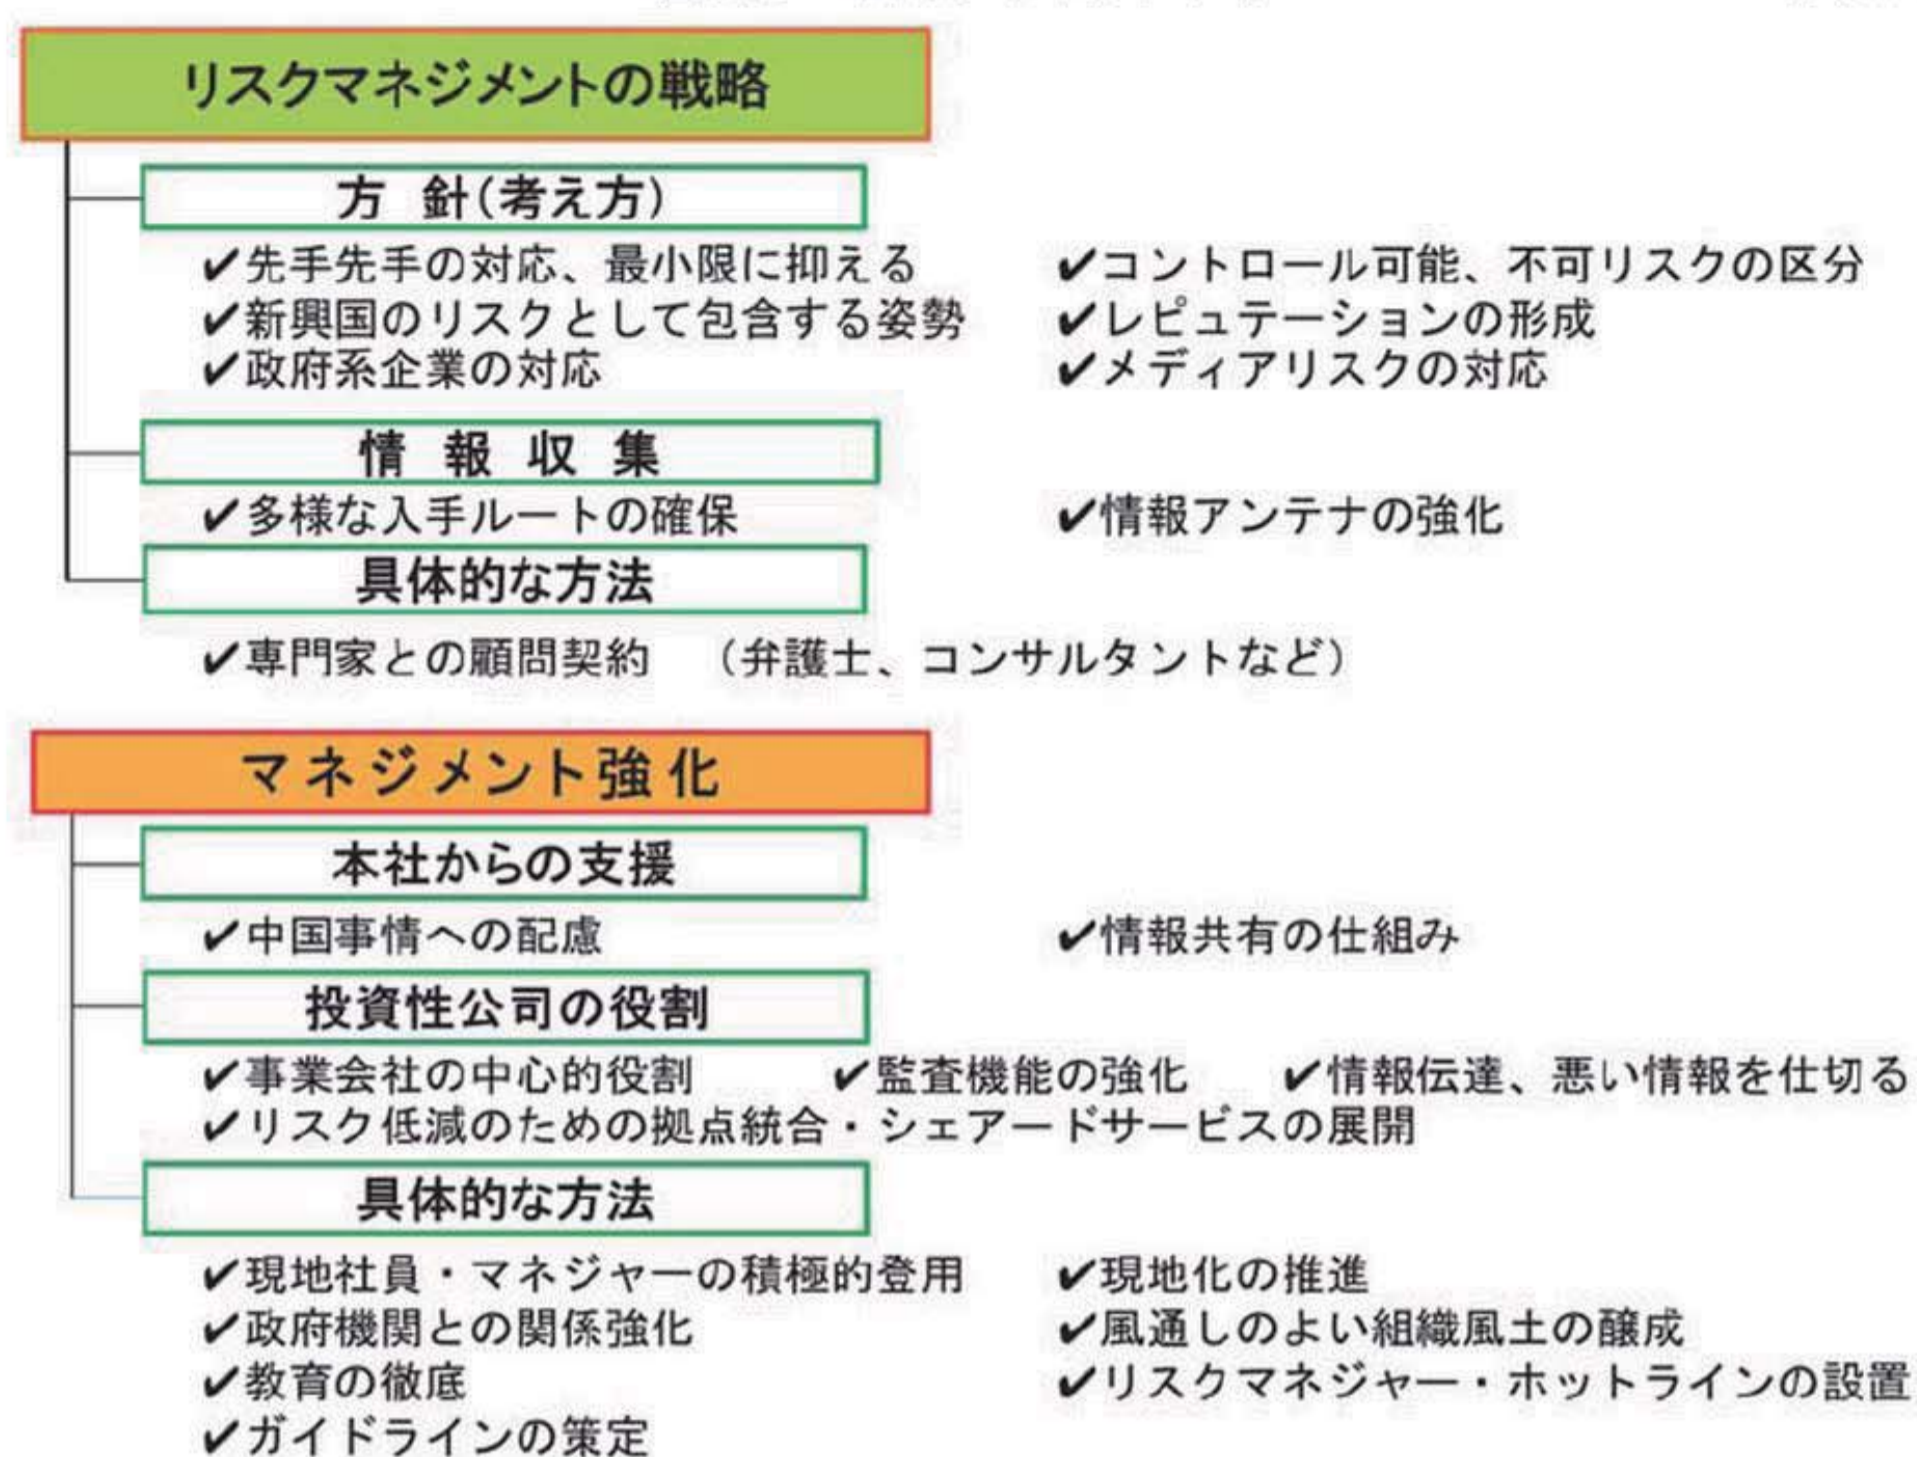 リスクマネジメントの戦略
方 針(考え方)
✔先手先手の対応、最小限に抑える ✔コントロール可能、不可リスクの区分
✔新興国のリスクとして包含する姿勢 ✔レピュテーションの形成
✔政府系企業の対応 ✔メディアリスクの対応
情 報 収 集
✔多様な入手ルートの確保 ✔情報アンテナの強化
具体的な方法
✔専門家との顧問契約 （弁護士、コンサルタントなど）
マネジメント強化
本社からの支援
✔中国事情への配慮 ✔情報共有の仕組み
投資性公司の役割
✔事業会社の中心的役割 ✔監査機能の強化 ✔情報伝達、悪い情報を仕切る
✔リスク低減のための拠点統合・シェアードサービスの展開
具体的な方法
✔現地社員・マネジャーの積極的登用 ✔現地化の推進
✔政府機関との関係強化 ✔風通しのよい組織風土の醸成
✔教育の徹底 ✔リスクマネジャー・ホットラインの設置
✔ガイドラインの策定